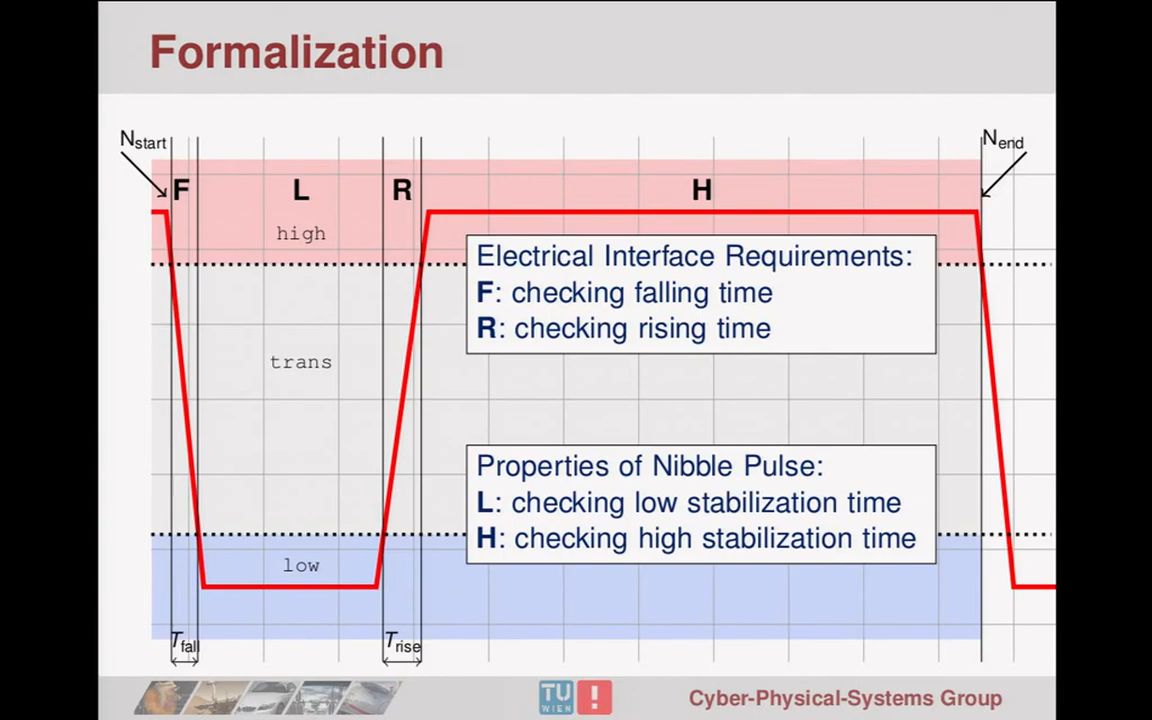 Formalization
Nstart
Nend
F
L
R
H
high
Electrical Interface Requirements:
F: checking falling time
R: checking rising time
trans
Properties of Nibble Pulse:
L: checking low stabilization time
H: checking high stabilization time
low
Tfall
Trise
TU
WIEN
!
Cyber-Physical-Systems Group